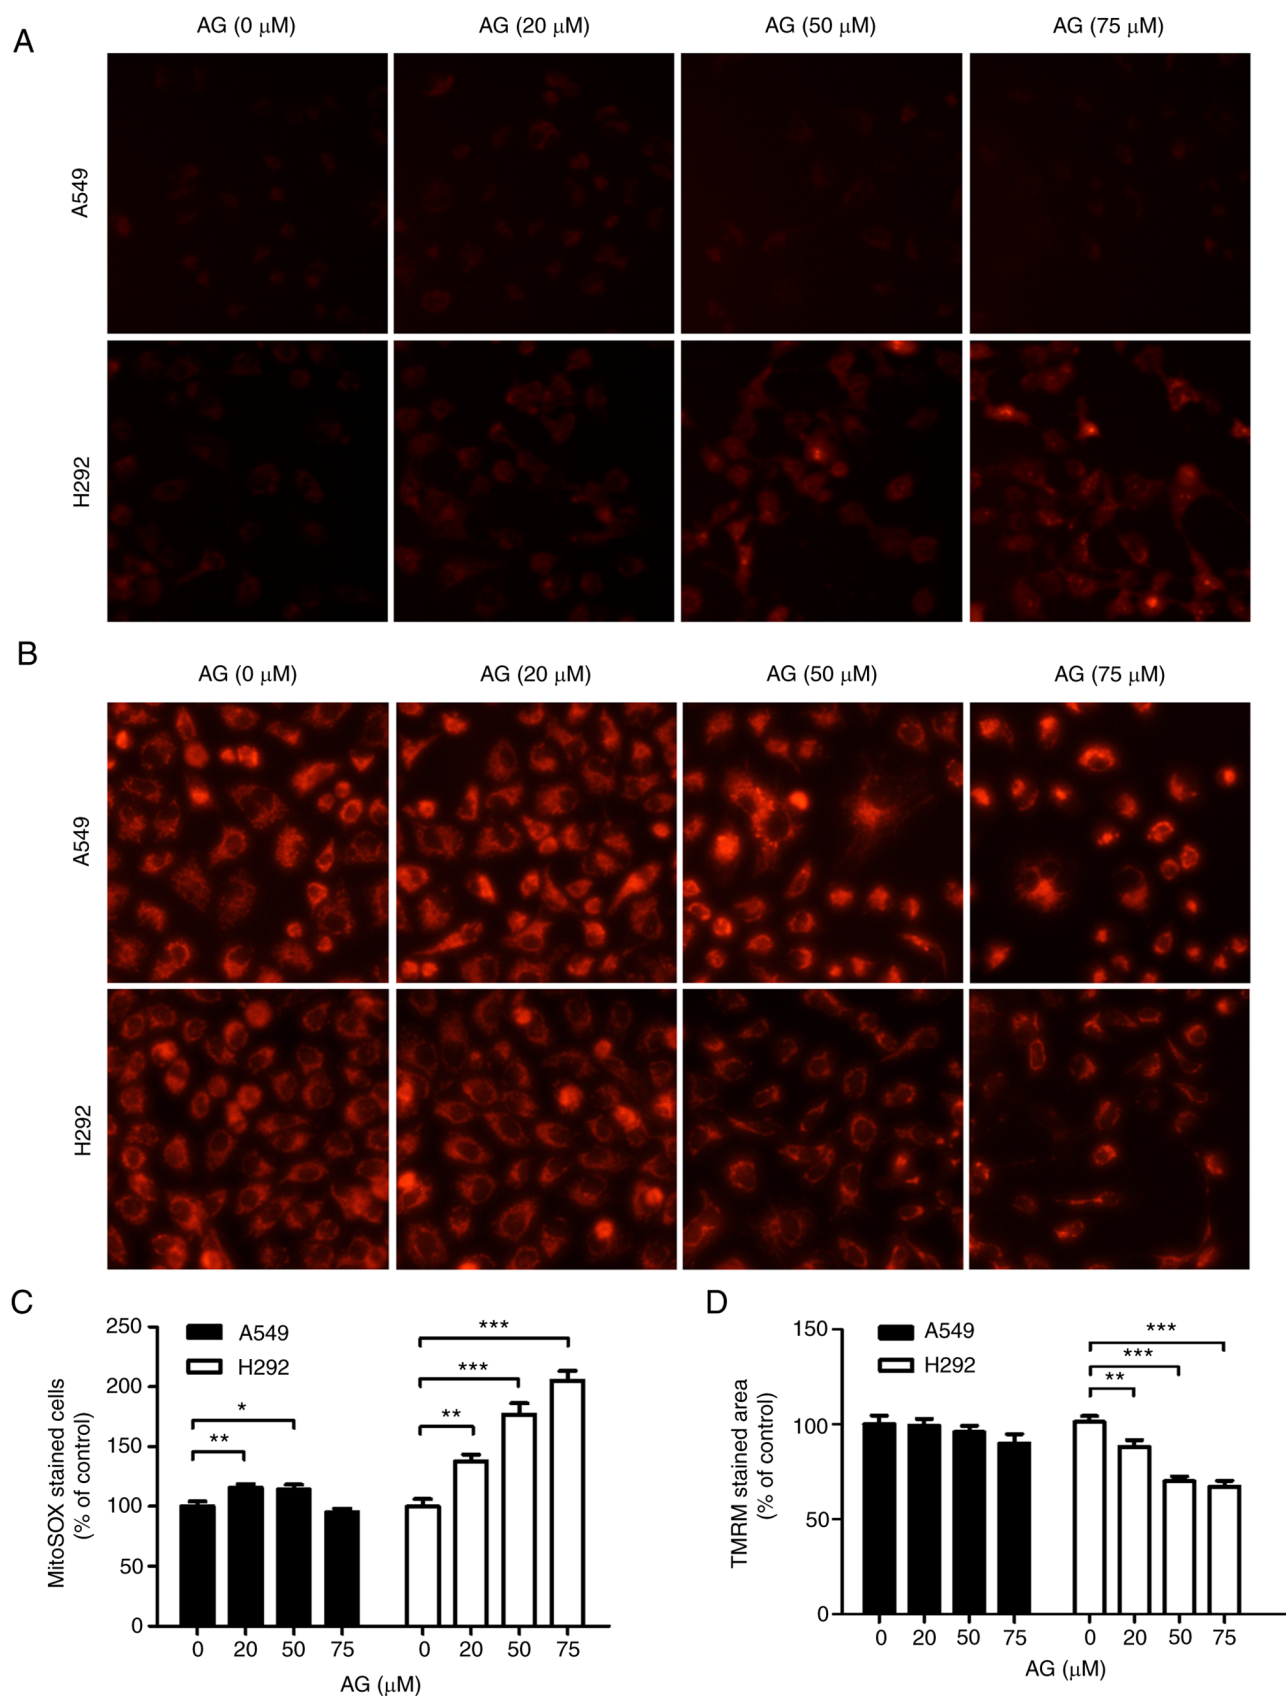 A
AG (0 μM) AG (20 μM) AG (50 μM) AG (75 μM)
A549
H292
B
AG (0 μM) AG (20 μM) AG (50 μM) AG (75 μM)
A549
H292
C
MitoSOX stained cells
(% of control)
250
200
150
100
50
0
A549
H292
* ** ** *** ***
0 20 50 75 0 20 50 75
AG (μM)
D
TMRM stained area
(% of control)
150
100
50
0
A549
H292
** *** ***
0 20 50 75 0 20 50 75
AG (μM)